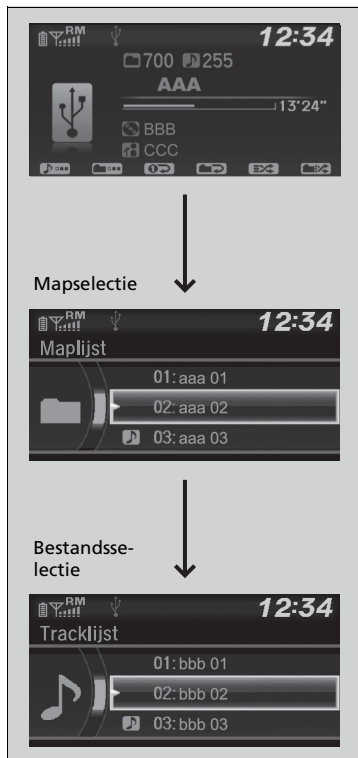 RM 12:34
700 255
AAA
13'24"
BBB
CCC
Mapselectie
RM 12:34
Maplijst
01: aaa 01
02: aaa 02
03: aaa 03
Bestandsse-
lectie
RM 12:34
Tracklijst
01: bbb 01
02: bbb 02
03: bbb 03